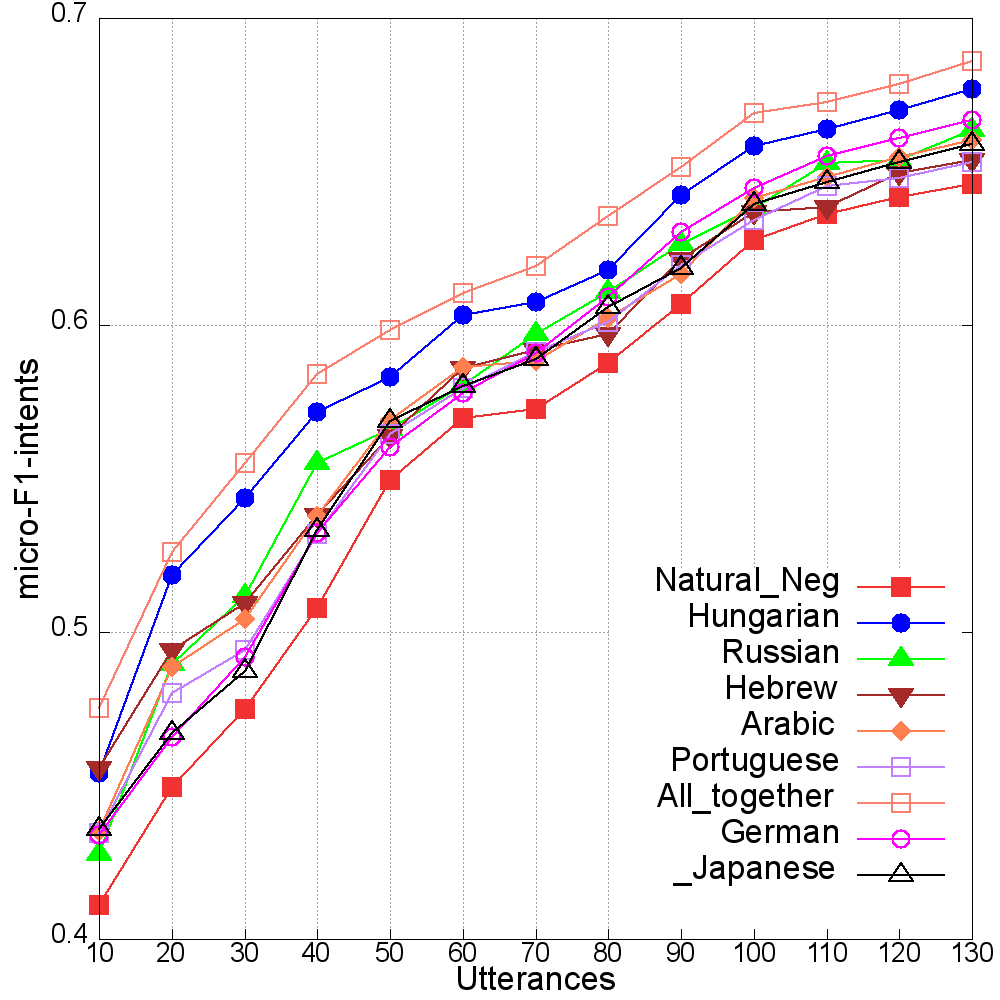 0.7
0.6
0.5
0.4
micro-F1-intents
Natural_Neg
Hungarian
Russian
Hebrew
Arabic
Portuguese
All_together
German
_Japanese
10 20 30 40 50 60 70 80 90 100 110 120 130
Utterances